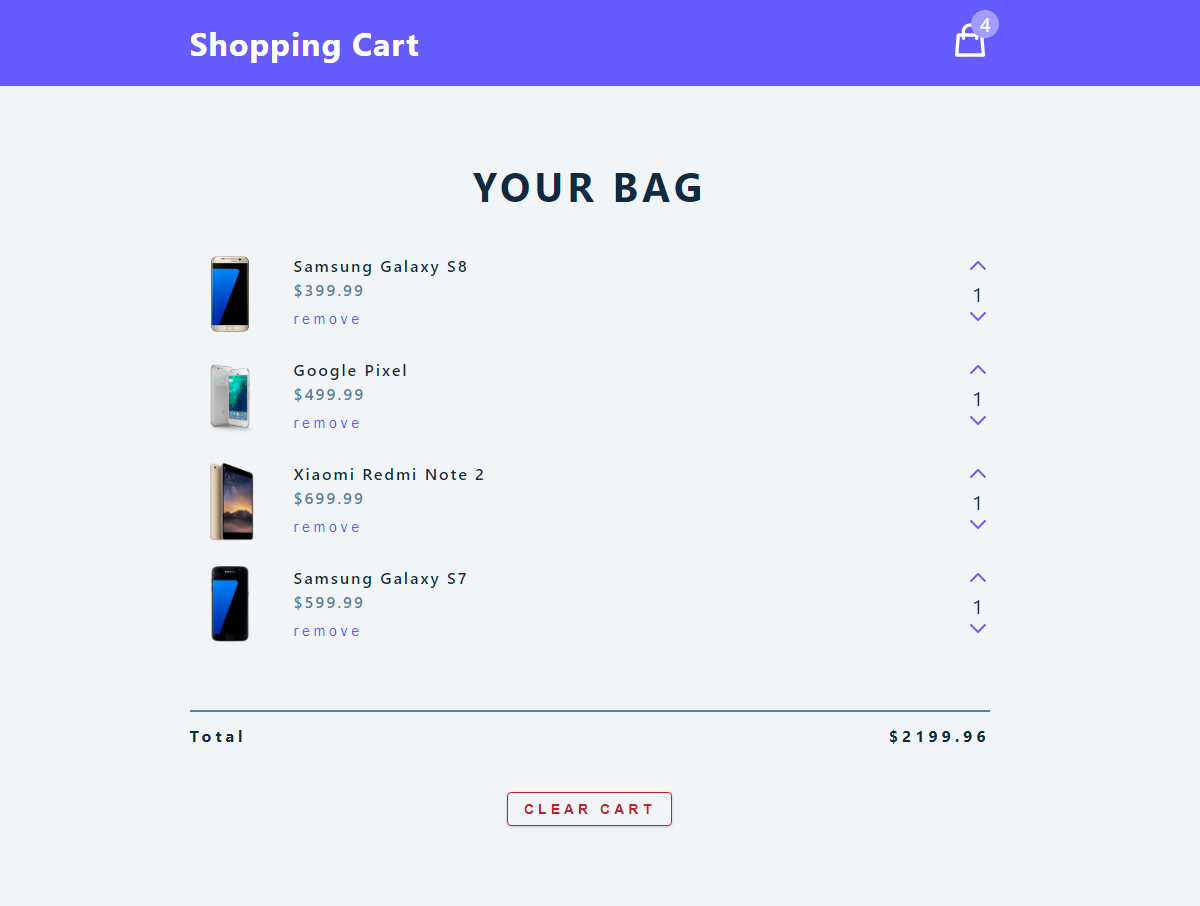 Shopping Cart
4
YOUR BAG
Samsung Galaxy S8
$399.99
remove
1
Google Pixel
$499.99
remove
1
Xiaomi Redmi Note 2
$699.99
remove
1
Samsung Galaxy S7
$599.99
remove
1
Total $2199.96
CLEAR CART